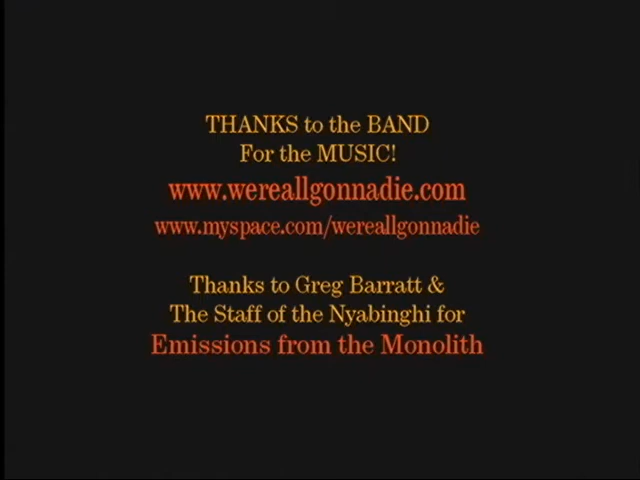 THANKS to the BAND
For the MUSIC!
www.wereallgonnadie.com
www.myspace.com/wereallgonnadie
Thanks to Greg Barratt &
The Staff of the Nyabinghi for
Emissions from the Monolith